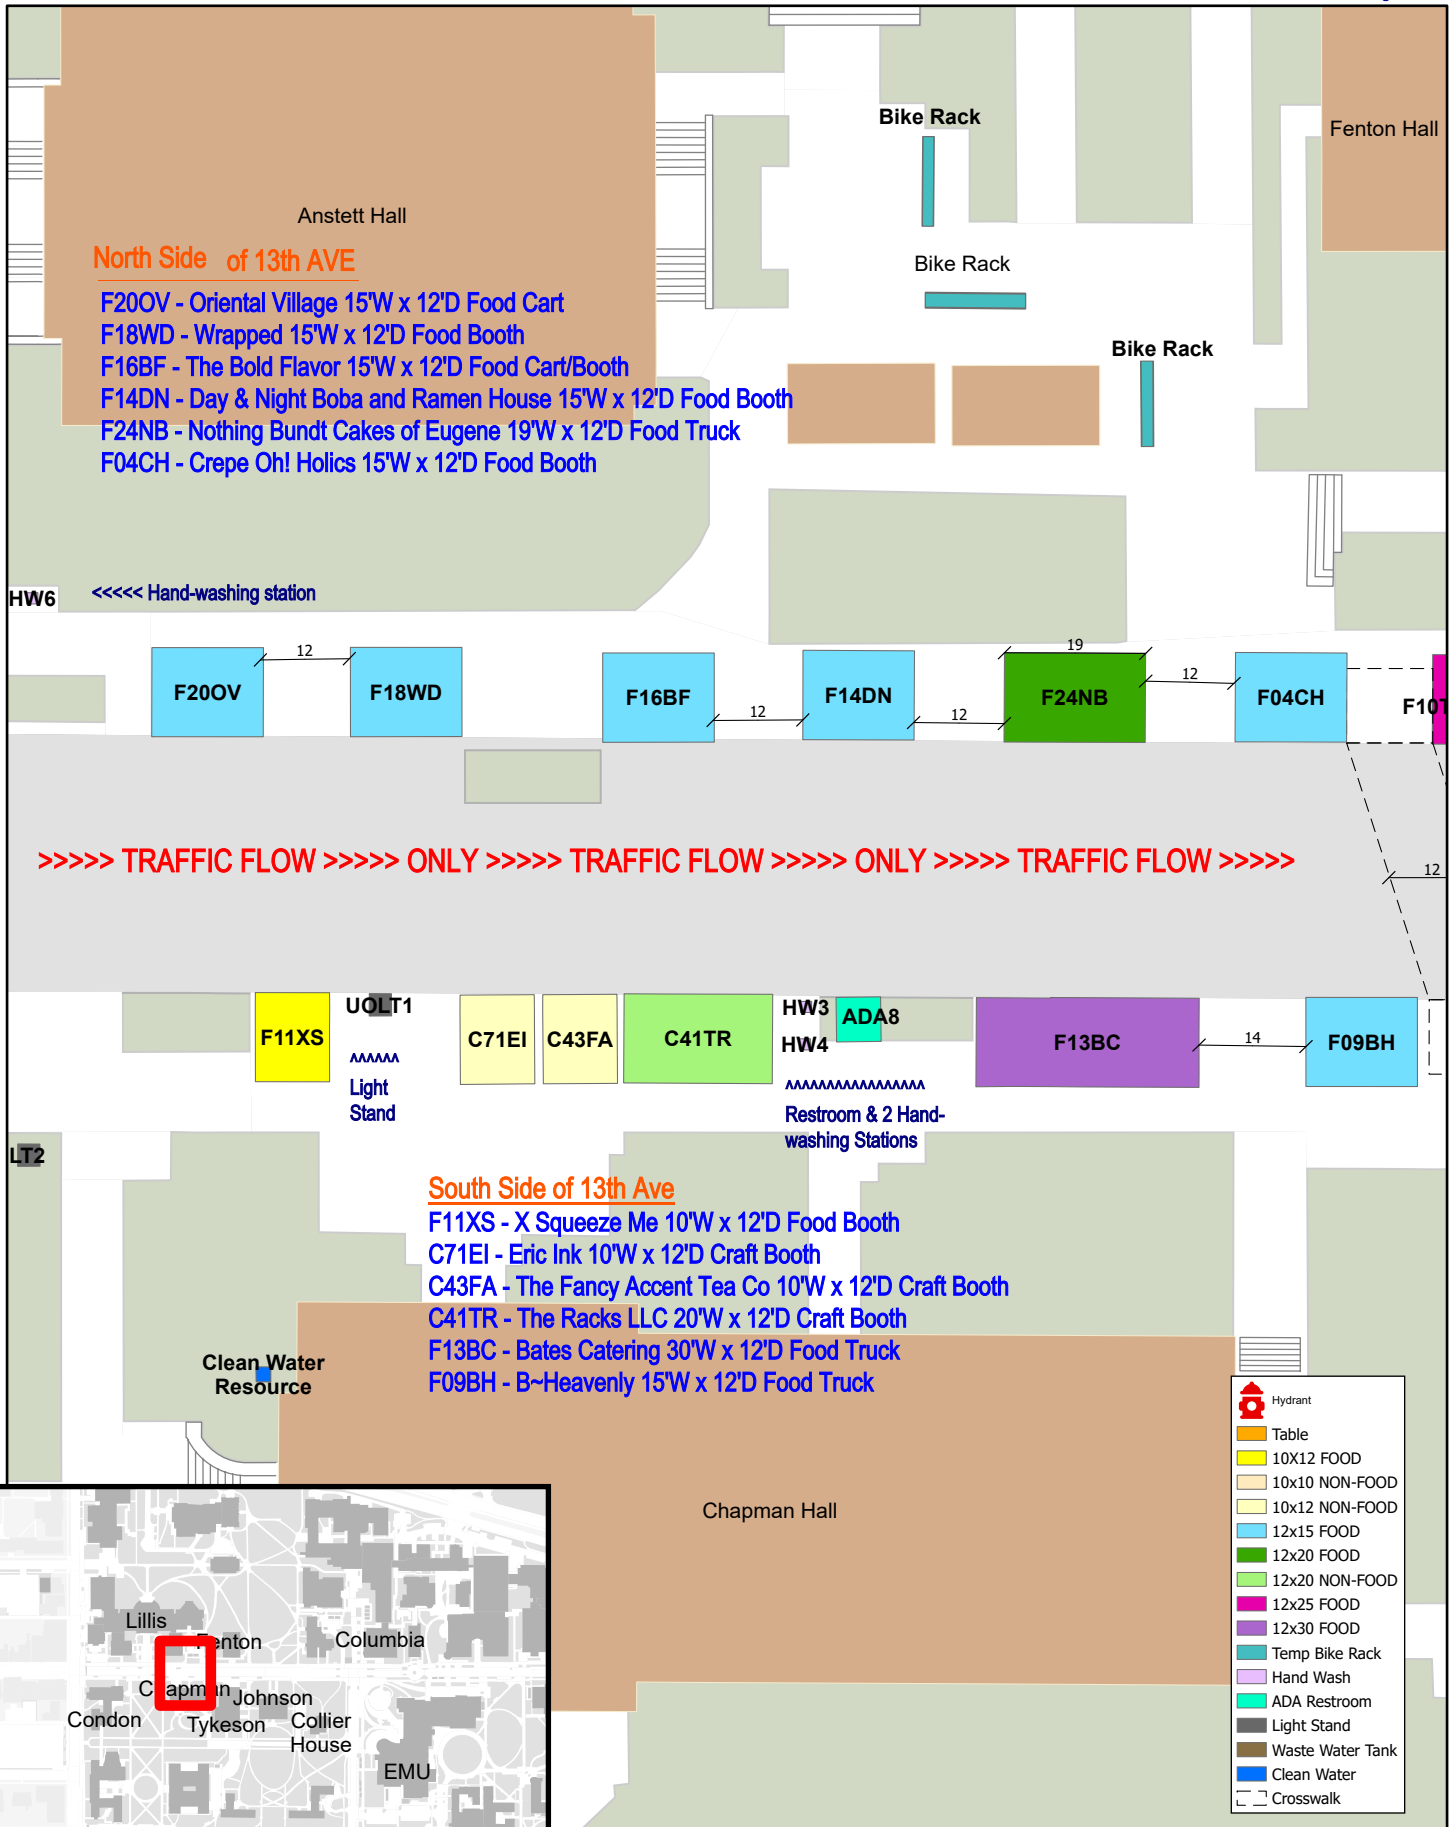 Bike Rack
Fenton Hall
Anstett Hall
North Side of 13th AVE
Bike Rack
F20OV - Oriental Village 15'W x 12'D Food Cart
F18WD - Wrapped 15'W x 12'D Food Booth
Bike Rack
F16BF - The Bold Flavor 15'W x 12'D Food Cart/Booth
F14DN - Day & Night Boba and Ramen House 15'W x 12'D Food Booth
F24NB - Nothing Bundt Cakes of Eugene 19'W x 12'D Food Truck
F04CH - Crepe Oh! Holics 15'W x 12'D Food Booth
HW6
<<<<< Hand-washing station
12
19
12
F20OV
F18WD
F16BF
F14DN
F24NB
F04CH
12
12
>>>>> TRAFFIC FLOW >>>>> ONLY >>>>> TRAFFIC FLOW >>>>> ONLY >>>>> TRAFFIC FLOW >>>>>
12
UOLT1
HW3
ADA8
F11XS
C71EI
C43FA
C41TR
HW4
F13BC
14
F09BH
^^^^^^
Light
Stand
^^^^^^^^^^^^^^^^^
Restroom & 2 Hand-
washing Stations
LT2
South Side of 13th Ave
F11XS - X Squeeze Me 10'W x 12'D Food Booth
C71EI - Eric Ink 10'W x 12'D Craft Booth
C43FA - The Fancy Accent Tea Co 10'W x 12'D Craft Booth
C41TR - The Racks LLC 20'W x 12'D Craft Booth
F13BC - Bates Catering 30'W x 12'D Food Truck
F09BH - B~Heavenly 15'W x 12'D Food Truck
Clean Water
Resource
Chapman Hall
Hydrant
Table
10X12 FOOD
10x10 NON-FOOD
10x12 NON-FOOD
12x15 FOOD
12x20 FOOD
12x20 NON-FOOD
12x25 FOOD
12x30 FOOD
Temp Bike Rack
Hand Wash
ADA Restroom
Light Stand
Waste Water Tank
Clean Water
Crosswalk
Lillis
Fenton
Columbia
Chapman
Johnson
Condon
Tykeson
Collier
House
EMU